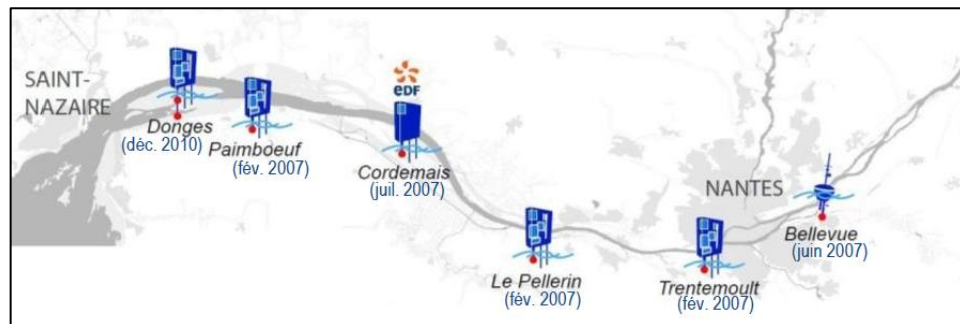 SAINT-
NAZAIRE
Donges
(déc. 2010)
Paimboeuf
(fév. 2007)
eDF
Cordemais
(juil. 2007)
Le Pellerin
(fév. 2007)
NANTES
Trentemoult
(fév. 2007)
Bellevue
(juin 2007)